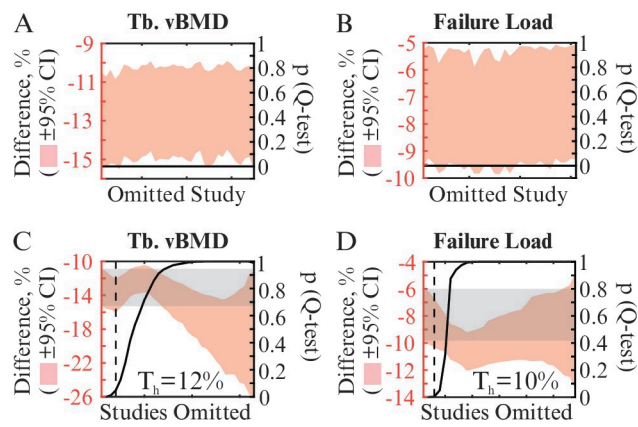 A
Tb. vBMD
Difference, %
( ±95% CI)
-9
-11
-13
-15
1
0.8
0.6
0.4
0.2
0
p (Q-test)
Omitted Study
B
Failure Load
Difference, %
( ±95% CI)
-5
-6
-7
-8
-9
-10
1
0.8
0.6
0.4
0.2
0
p (Q-test)
Omitted Study
C
Tb. vBMD
Difference, %
( ±95% CI)
-10
-14
-18
-22
-26
1
0.8
0.6
0.4
0.2
0
p (Q-test)
Th=12%
Studies Omitted
D
Failure Load
Difference, %
( ±95% CI)
-4
-6
-8
-10
-12
-14
1
0.8
0.6
0.4
0.2
0
p (Q-test)
Th=10%
Studies Omitted